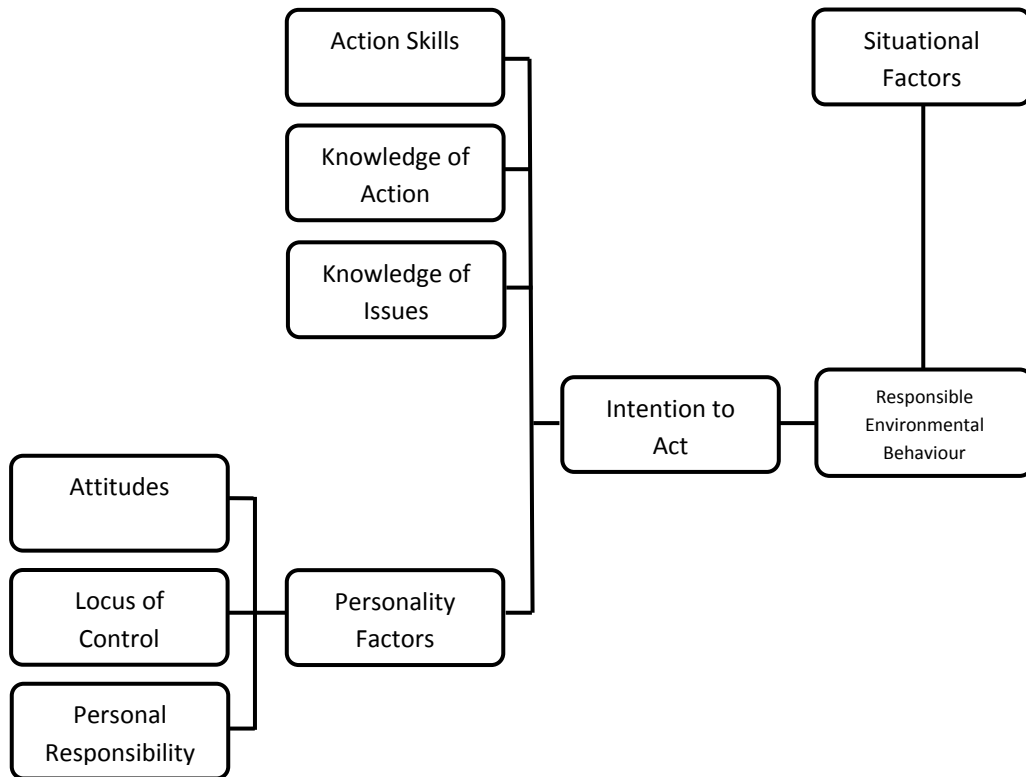 Action Skills
Situational
Factors
Knowledge of
Action
Knowledge of
Issues
Intention to
Act
Responsible
Environmental
Behaviour
Attitudes
Locus of
Control
Personality
Factors
Personal
Responsibility